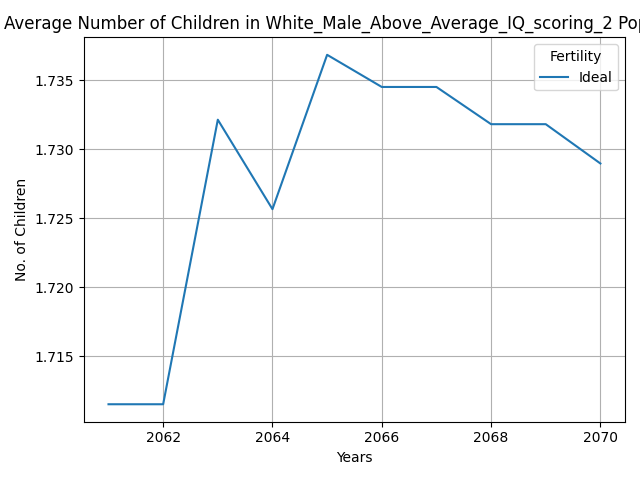 Average Number of Children in White_Male_Above_Average_IQ_scoring_2
Fertility
Ideal
No. of Children
1.735
1.730
1.725
1.720
1.715
2062 2064 2066 2068 2070
Years